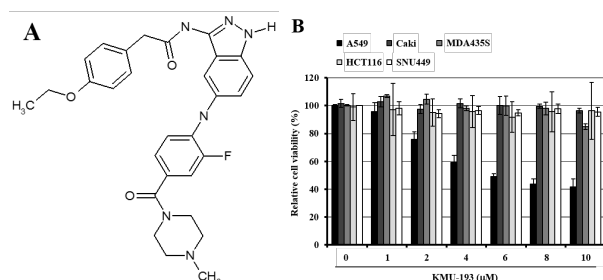 A
N
H
N
N
N-H
O
O
H₃C
N
H
F
O
N
N
CH₃
B
A549 Caki MDA435S
HCT116 SNU449
Relative cell viability (%)
120
100
80
60
40
20
0
0 1 2 4 6 8 10
KMU-193 (μM)